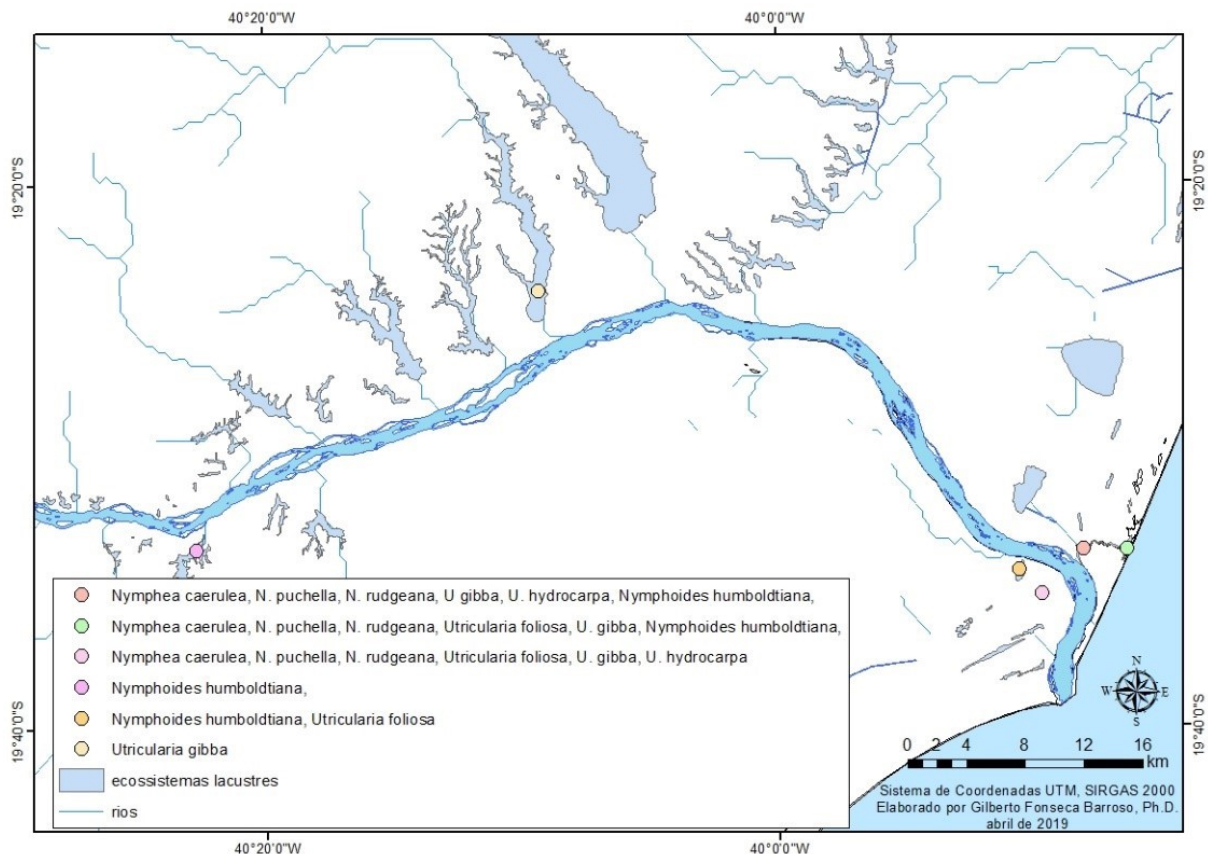 40°20'0"W
40°0'0"W
19°20'0"S
19°20'0"S
Nymphea caerulea, N. puchella, N. rudgeana, U gibba, U. hydrocarpa, Nymphoides humboldtiana,
Nymphea caerulea, N. puchella, N. rudgeana, Utricularia foliosa, U. gibba, Nymphoides humboldtiana,
Nymphea caerulea, N. puchella, N. rudgeana, Utricularia foliosa, U. gibba, U. hydrocarpa
Nymphoides humboldtiana,
Nymphoides humboldtiana, Utricularia foliosa
Utricularia gibba
ecossistemas lacustres
rios
N
W E
S
19°40'0"S
19°40'0"S
0 2 4 8 12 16
km
Sistema de Coordenadas UTM, SIRGAS 2000
Elaborado por Gilberto Fonseca Barroso, Ph.D.
abril de 2019
40°20'0"W
40°0'0"W